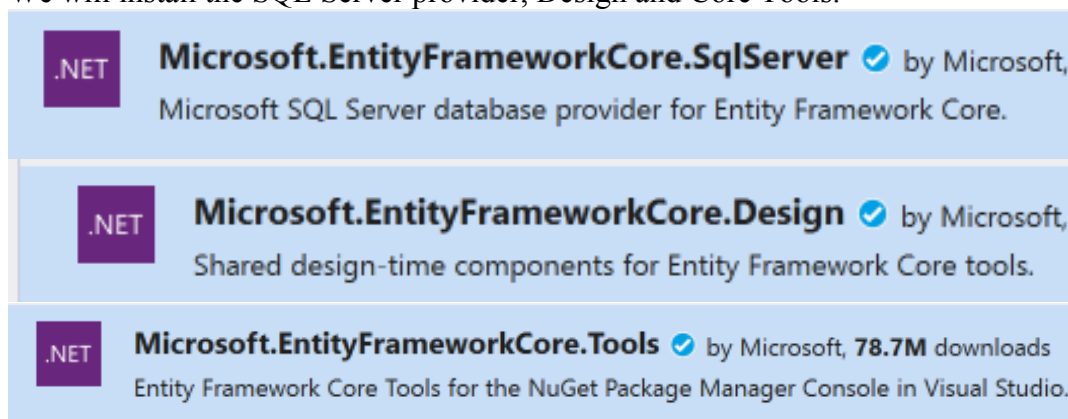 We will install the SQL Server provider, Design and Core Tools.
.NET
Microsoft.EntityFrameworkCore.SqlServer by Microsoft,
Microsoft SQL Server database provider for Entity Framework Core.
.NET
Microsoft.EntityFrameworkCore.Design by Microsoft,
Shared design-time components for Entity Framework Core tools.
.NET
Microsoft.EntityFrameworkCore.Tools by Microsoft, 78.7M downloads
Entity Framework Core Tools for the NuGet Package Manager Console in Visual Studio.